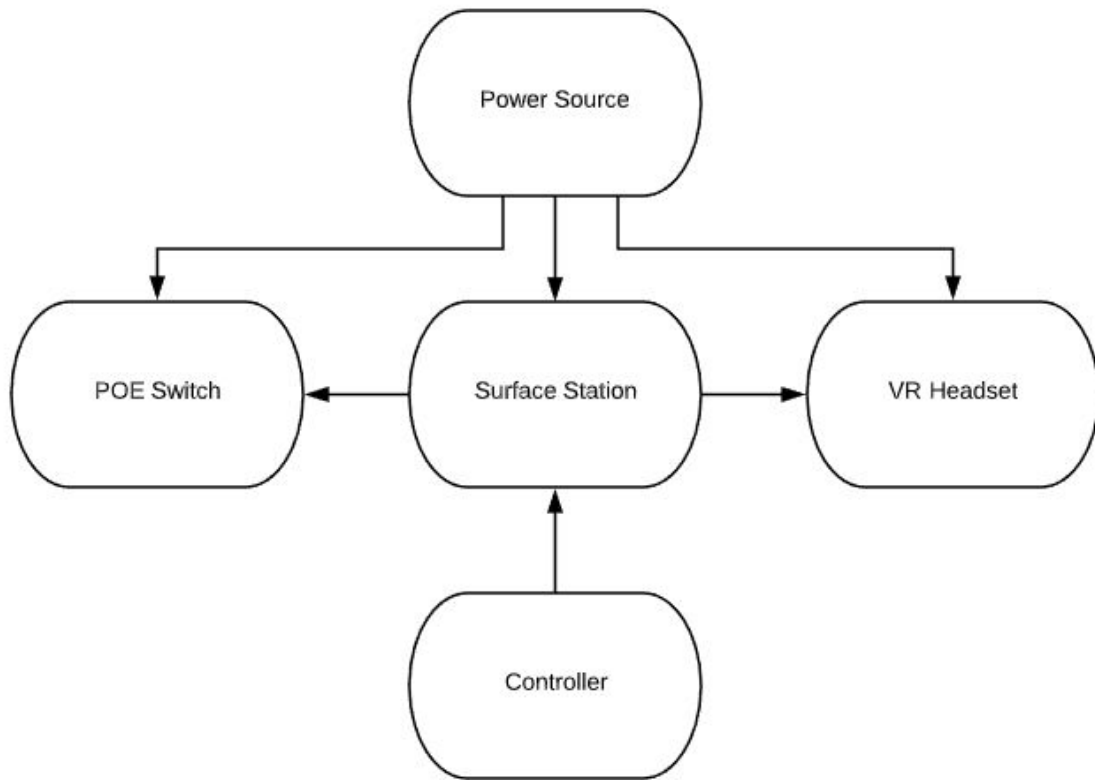 Power Source
POE Switch
Surface Station
VR Headset
Controller